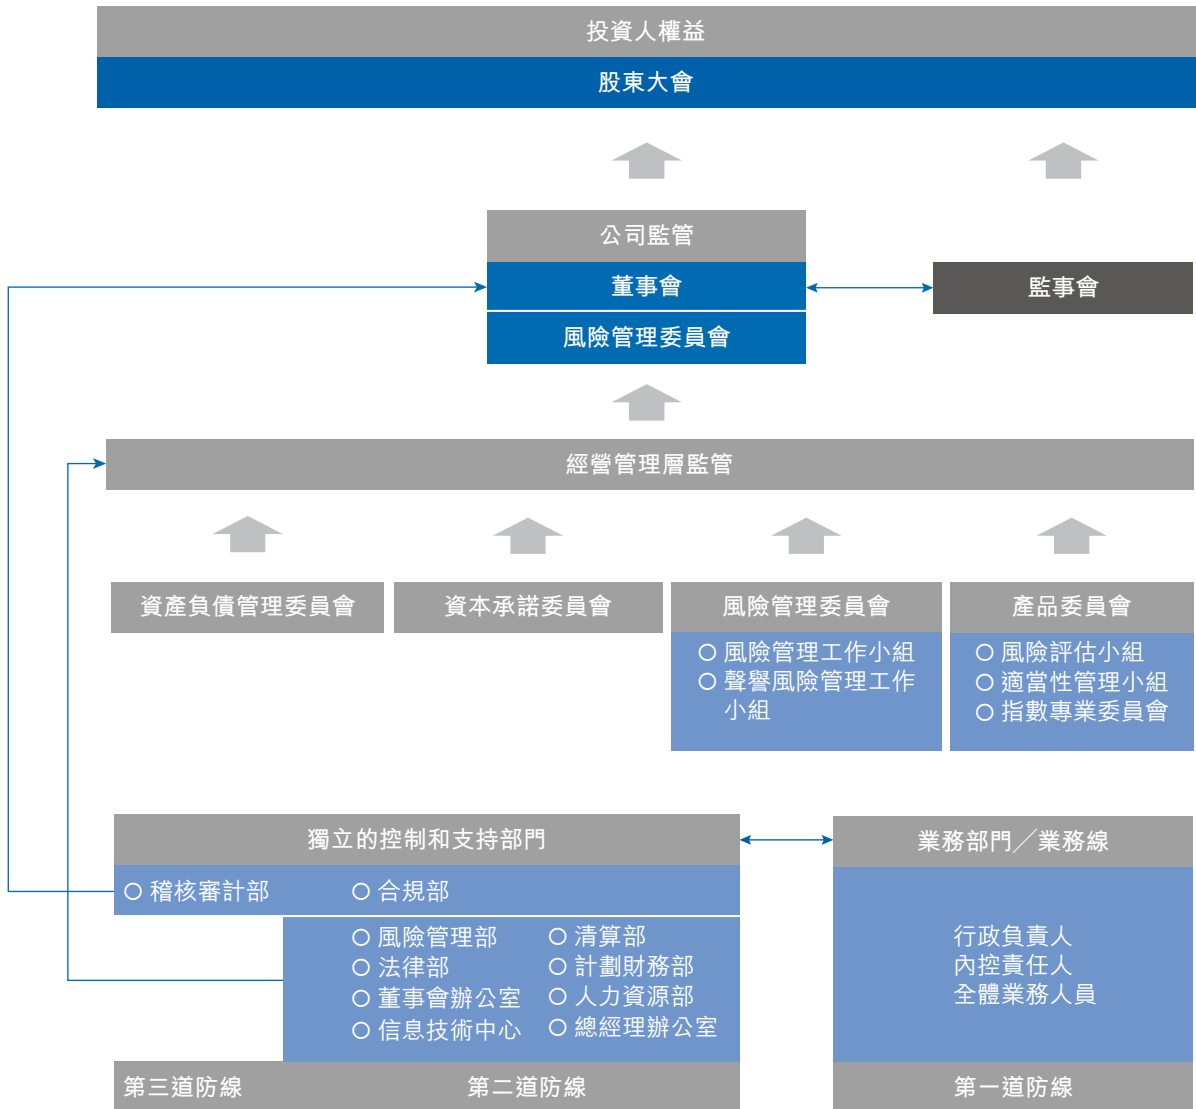 投資人權益
股東大會
公司監管
董事會
風險管理委員會
監事會
經營管理層監管
資產負債管理委員會
資本承諾委員會
風險管理委員會
○ 風險管理工作小組
○ 聲譽風險管理工作
小組
產品委員會
○ 風險評估小組
○ 適當性管理小組
○ 指數專業委員會
獨立的控制和支持部門
○ 稽核審計部
○ 合規部
○ 風險管理部
○ 法律部
○ 董事會辦公室
○ 信息技術中心
○ 清算部
○ 計劃財務部
○ 人力資源部
○ 總經理辦公室
第三道防線
第二道防線
業務部門╱業務線
行政負責人
內控責任人
全體業務人員
第一道防線